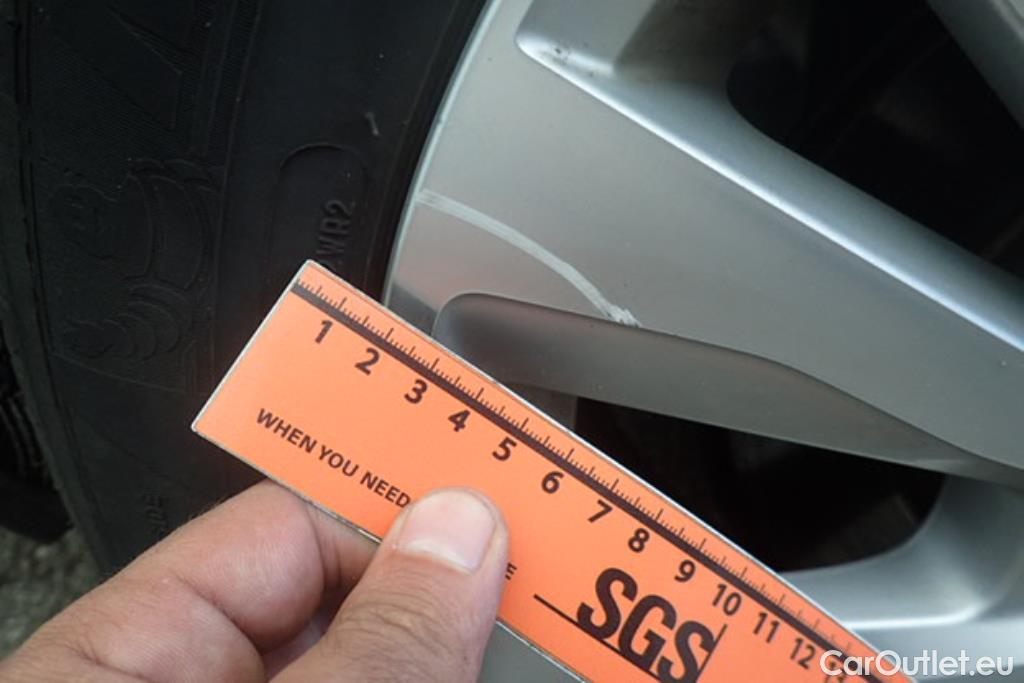 WR2
1 2 3 4 5 6 7 8 9 10 11 12
WHEN YOU NEED
E
SGS
CarOutlet.eu